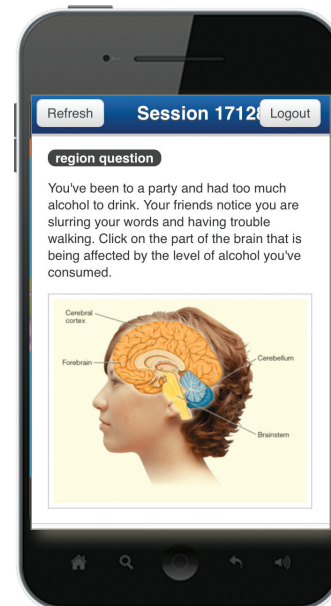 Refresh
Session 17128
Logout
region question
You've been to a party and had too much
alcohol to drink. Your friends notice you are
slurring your words and having trouble
walking. Click on the part of the brain that is
being affected by the level of alcohol you've
consumed.
Cerebral
cortex
Forebrain
Cerebellum
Brainstem